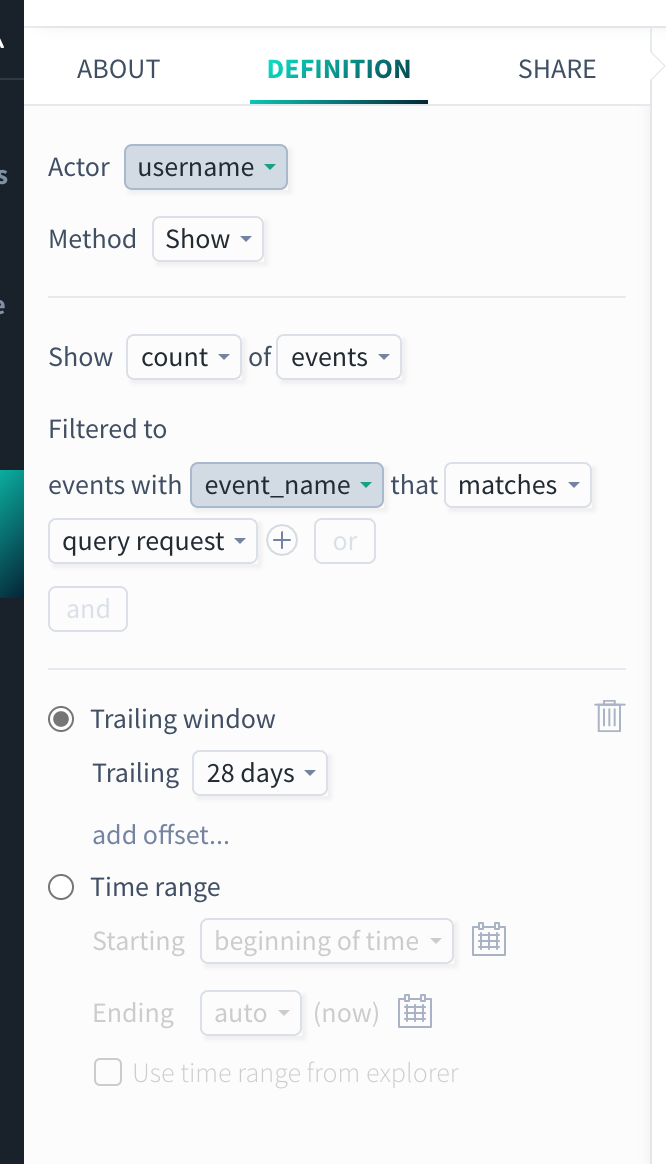 ABOUT DEFINITION SHARE
Actor username
Method Show
Show count of events
Filtered to
events with event_name that matches
query request or
and
Trailing window
Trailing 28 days
add offset...
Time range
Starting beginning of time
Ending auto (now)
Use time range from explorer